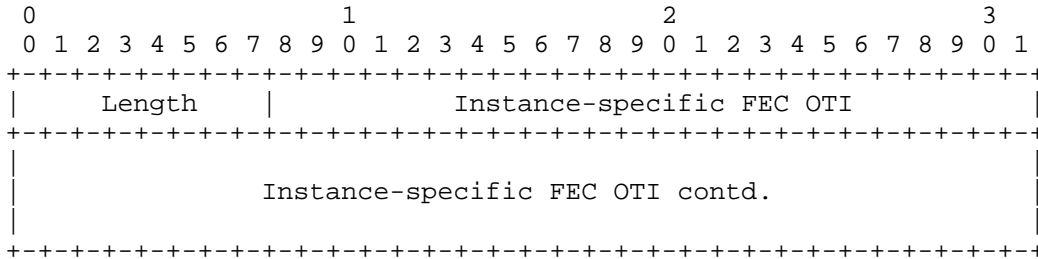 0                   1                   2                   3
 0 1 2 3 4 5 6 7 8 9 0 1 2 3 4 5 6 7 8 9 0 1 2 3 4 5 6 7 8 9 0 1
+-+-+-+-+-+-+-+-+-+-+-+-+-+-+-+-+-+-+-+-+-+-+-+-+-+-+-+-+-+-+-+-+
|     Length    |           Instance-specific FEC OTI           |
+-+-+-+-+-+-+-+-+-+-+-+-+-+-+-+-+-+-+-+-+-+-+-+-+-+-+-+-+-+-+-+-+
|                                                               |
|               Instance-specific FEC OTI contd.                |
|                                                               |
+-+-+-+-+-+-+-+-+-+-+-+-+-+-+-+-+-+-+-+-+-+-+-+-+-+-+-+-+-+-+-+-+